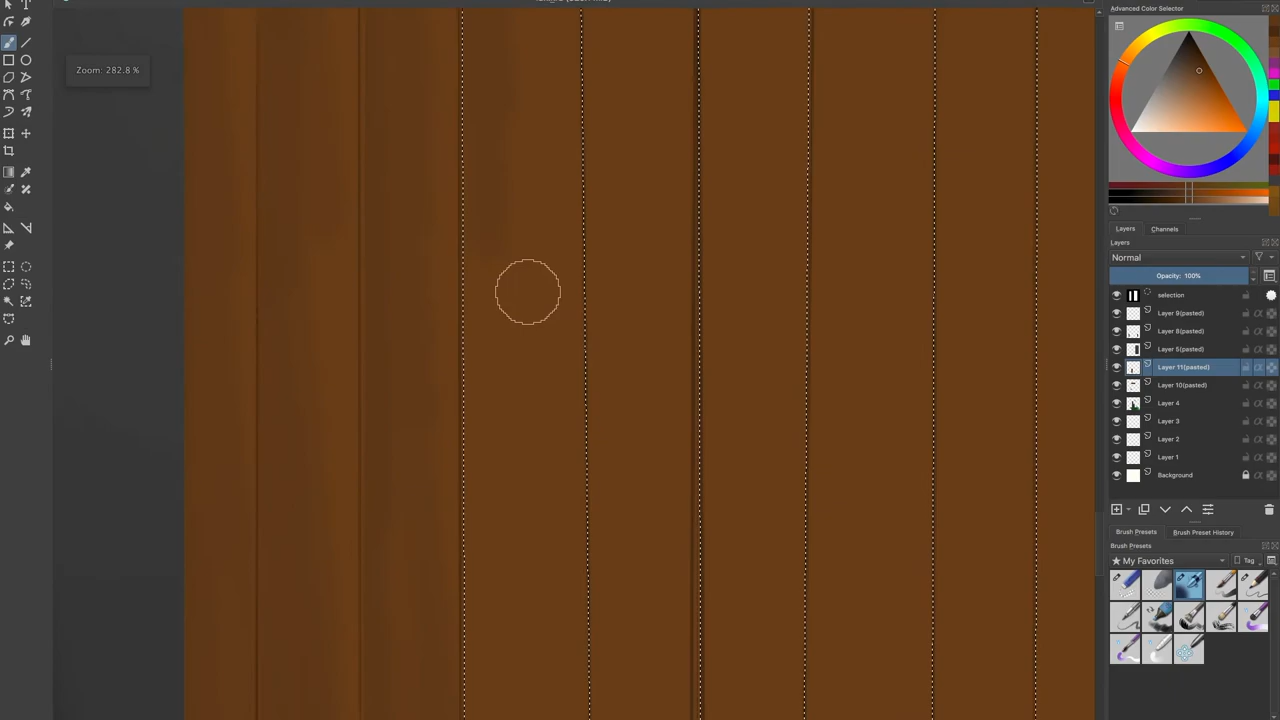 Advanced Color Selector
Zoom: 282.8 %
Layers
Channels
Layers
Normal
Opacity: 100%
selection
Layer 9(pasted)
Layer 8(pasted)
Layer 5(pasted)
Layer 11(pasted)
Layer 10(pasted)
Layer 4
Layer 3
Layer 2
Layer 1
Background
Brush Presets
Brush Preset History
Brush Presets
★ My Favorites
Tag